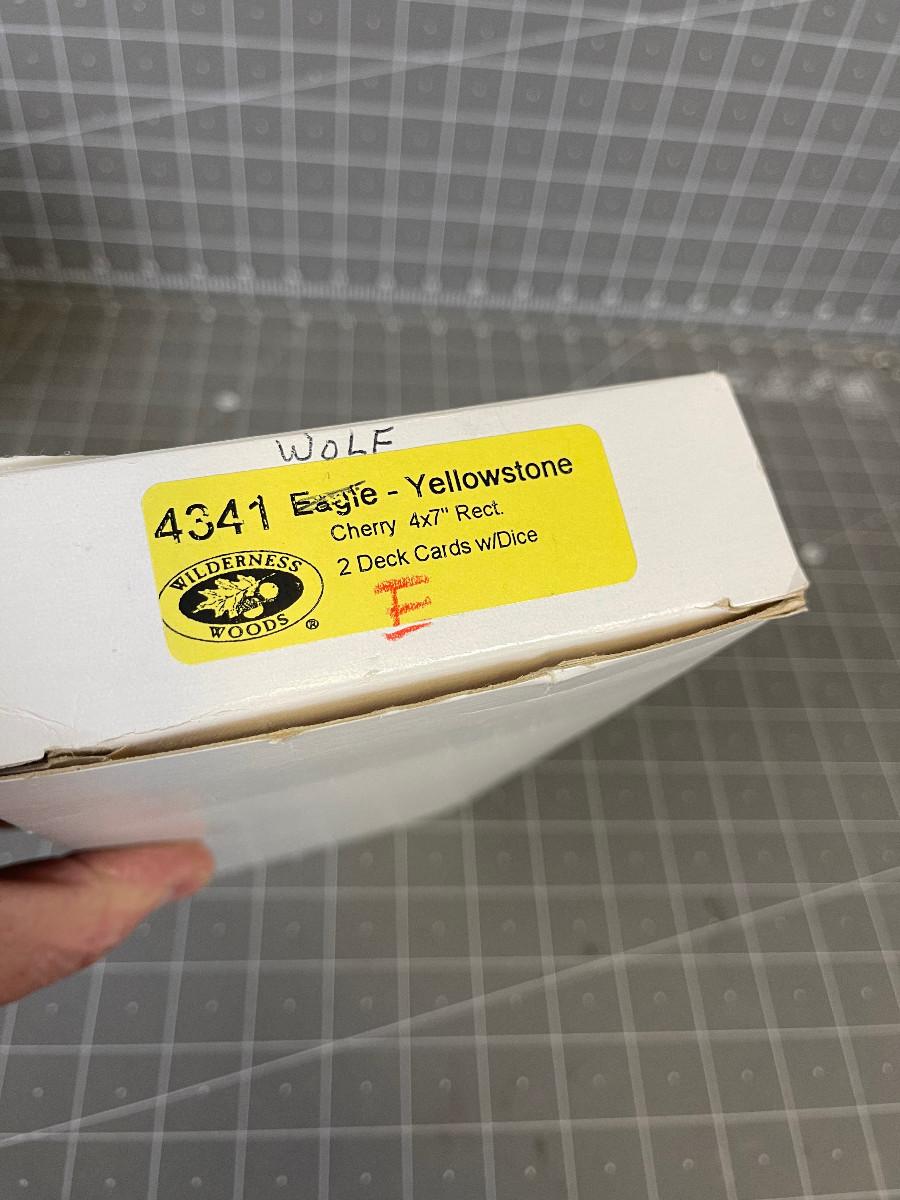 WOLF
4341 Eagle - Yellowstone
Cherry 4x7" Rect.
2 Deck Cards w/Dice
WILDERNESS
WOODS ®
E